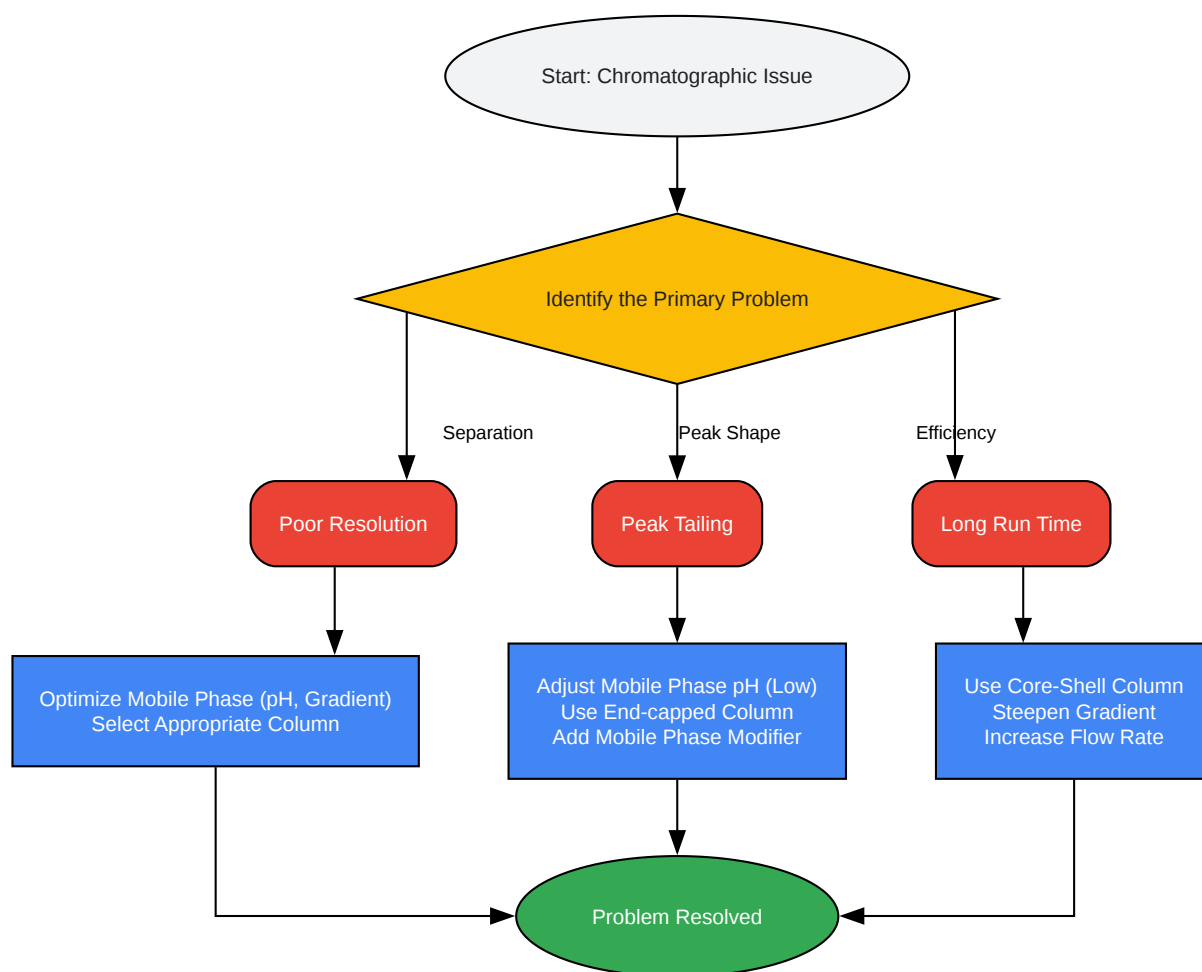 Start: Chromatographic Issue
Identify the Primary Problem
Separation
Peak Shape
Efficiency
Poor Resolution
Peak Tailing
Long Run Time
Optimize Mobile Phase (pH, Gradient)
Select Appropriate Column
Adjust Mobile Phase pH (Low)
Use End-capped Column
Add Mobile Phase Modifier
Use Core-Shell Column
Steepen Gradient
Increase Flow Rate
Problem Resolved